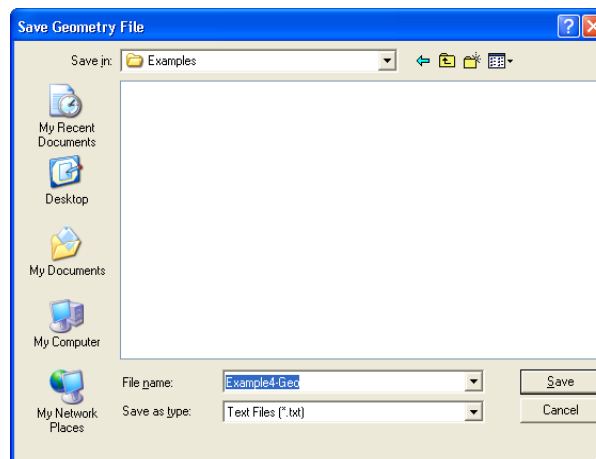 Save Geometry File
Save in:
Examples
My Recent
Documents
Desktop
My Documents
My Computer
My Network
Places
File name:
Example4-Geo
Save
Save as type:
Text Files (*.txt)
Cancel